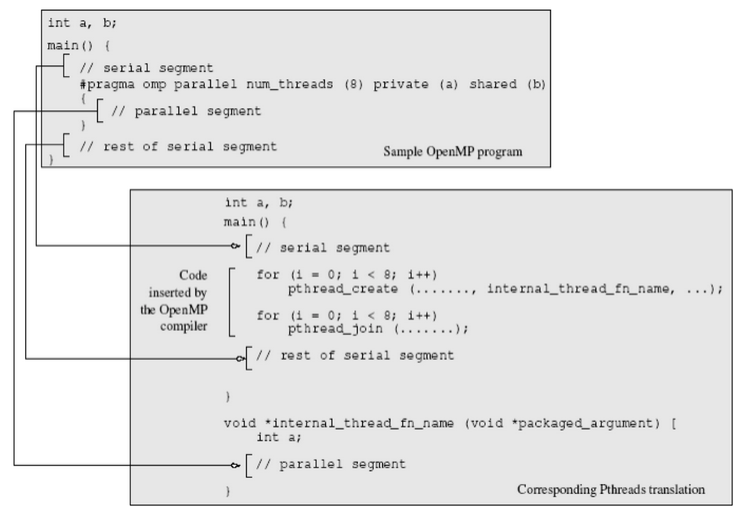 int a, b;
main() {
// serial segment
#pragma omp parallel num_threads (8) private (a) shared (b)
{
// parallel segment
}
// rest of serial segment
}
Sample OpenMP program
int a, b;
main() {
// serial segment
Code
inserted by
the OpenMP
compiler
for (i = 0; i < 8; i++)
pthread_create (......., internal_thread_fn_name, ...);
for (i = 0; i < 8; i++)
pthread_join (.......);
// rest of serial segment
}
void *internal_thread_fn_name (void *packaged_argument) [
int a;
// parallel segment
}
Corresponding Pthreads translation